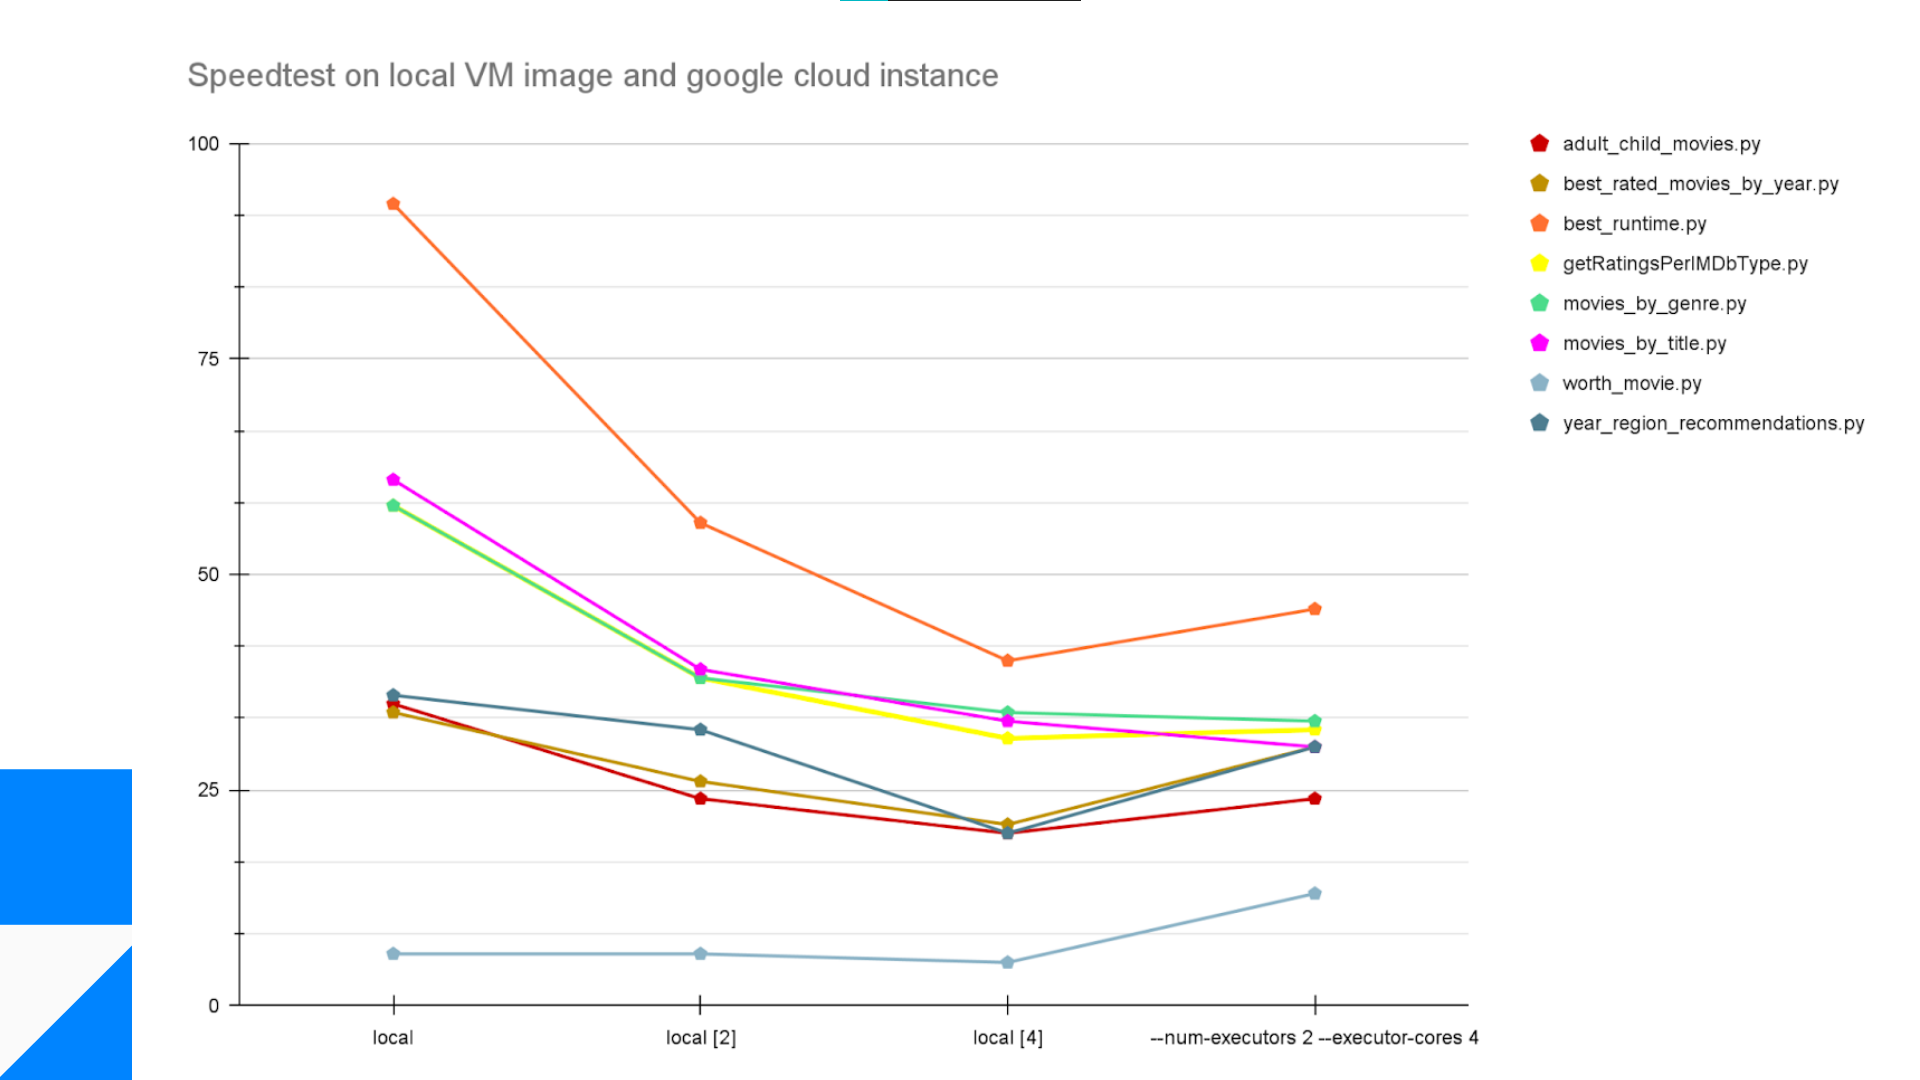 Speedtest on local VM image and google cloud instance
100
75
50
25
0
local
local [2]
local [4]
--num-executors 2 --executor-cores 4
adult_child_movies.py
best_rated_movies_by_year.py
best_runtime.py
getRatingsPerIMDbType.py
movies_by_genre.py
movies_by_title.py
worth_movie.py
year_region_recommendations.py